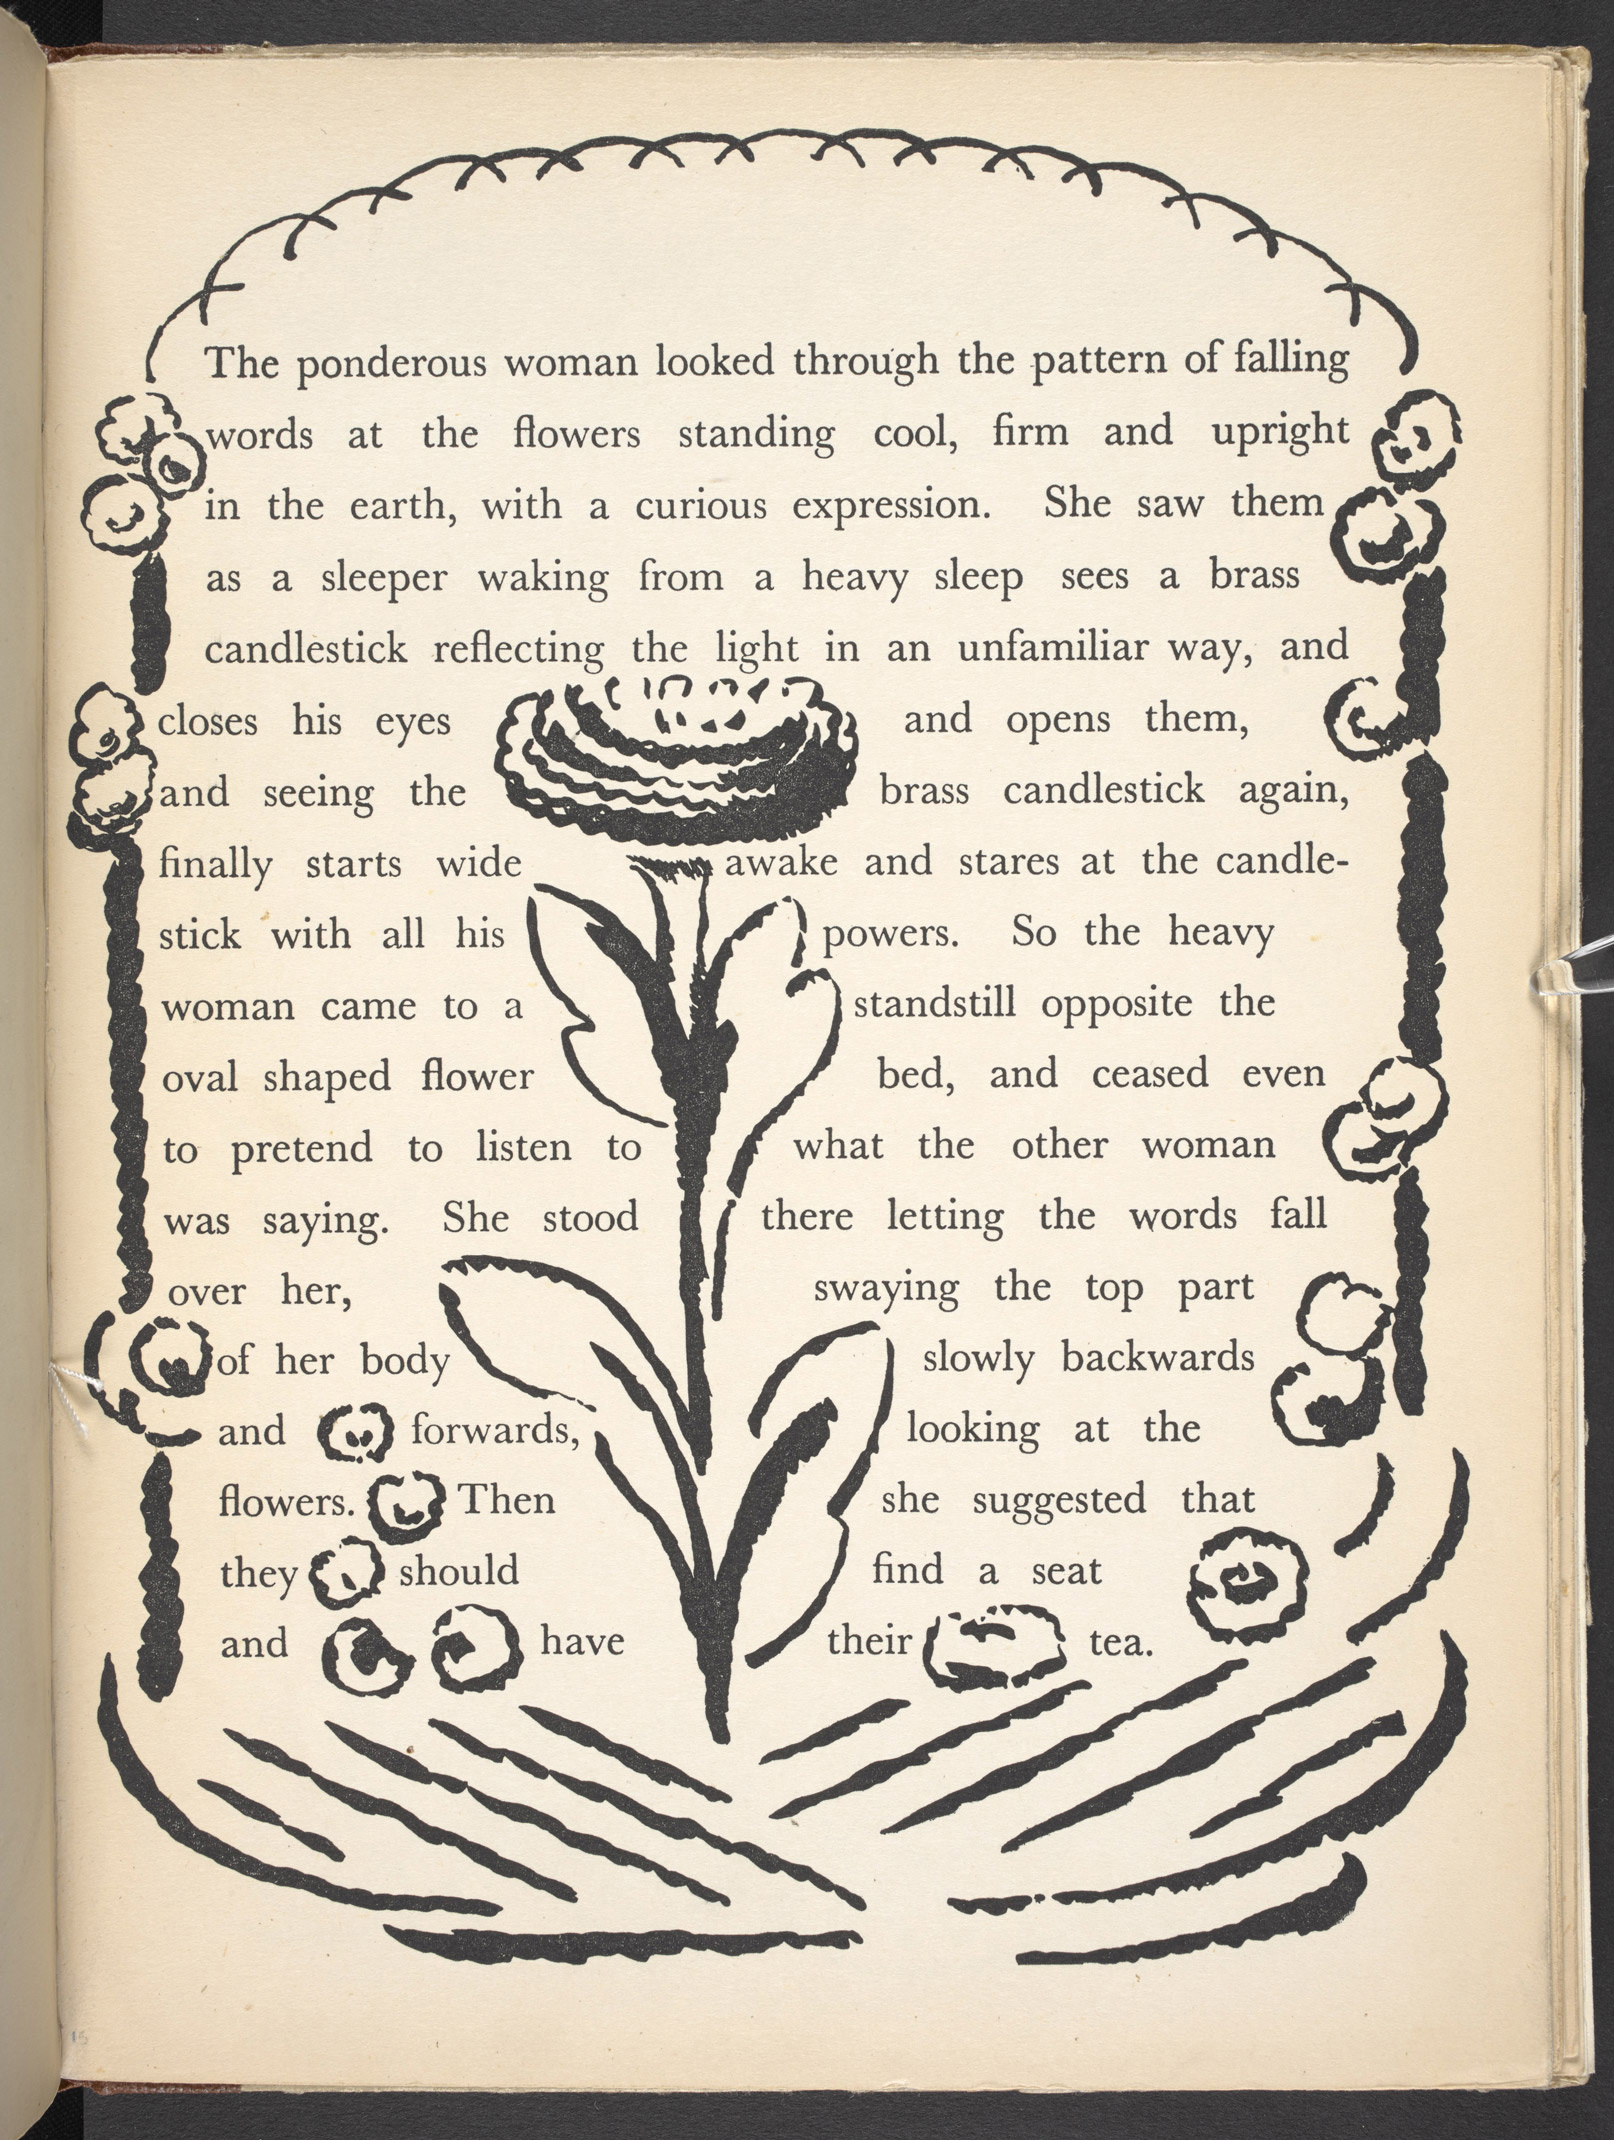 The ponderous woman looked through the pattern of falling
words at the flowers standing cool, firm and upright
in the earth, with a curious expression. She saw them
as a sleeper waking from a heavy sleep sees a brass
candlestick reflecting the light in an unfamiliar way, and
closes his eyes and opens them,
and seeing the brass candlestick again,
finally starts wide awake and stares at the candle-
stick with all his powers. So the heavy
woman came to a standstill opposite the
oval shaped flower bed, and ceased even
to pretend to listen to what the other woman
was saying. She stood there letting the words fall
over her, swaying the top part
of her body slowly backwards
and forwards, looking at the
flowers. Then she suggested that
they should find a seat
and have their tea.
15